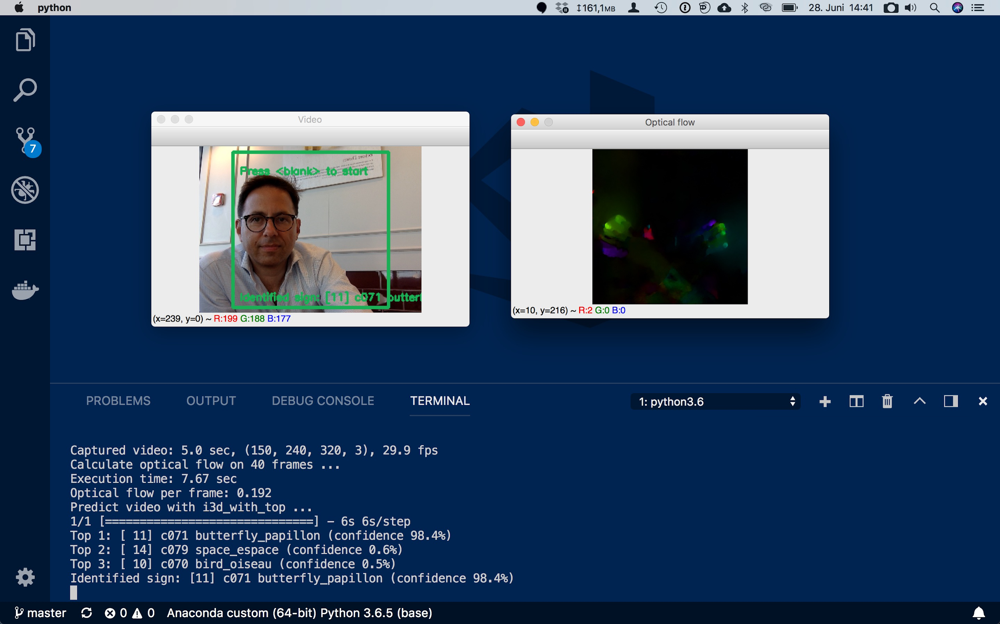 python
↕161,1MB
28. Juni 14:41
7
Video
Before Dawn
Press <blank> to start
Identified sign: [11] c071 butterf
(x=239, y=0) ~ R:199 G:188 B:177
Optical flow
(x=10, y=216) ~ R:2 G:0 B:0
PROBLEMS OUTPUT DEBUG CONSOLE TERMINAL
1: python3.6
Captured video: 5.0 sec, (150, 240, 320, 3), 29.9 fps
Calculate optical flow on 40 frames ...
Execution time: 7.67 sec
Optical flow per frame: 0.192
Predict video with i3d_with_top ...
1/1 [==============================] - 6s 6s/step
Top 1: [ 11] c071 butterfly_papillon (confidence 98.4%)
Top 2: [ 14] c079 space_espace (confidence 0.6%)
Top 3: [ 10] c070 bird_oiseau (confidence 0.5%)
Identified sign: [11] c071 butterfly_papillon (confidence 98.4%)
master 0 0 Anaconda custom (64-bit) Python 3.6.5 (base)